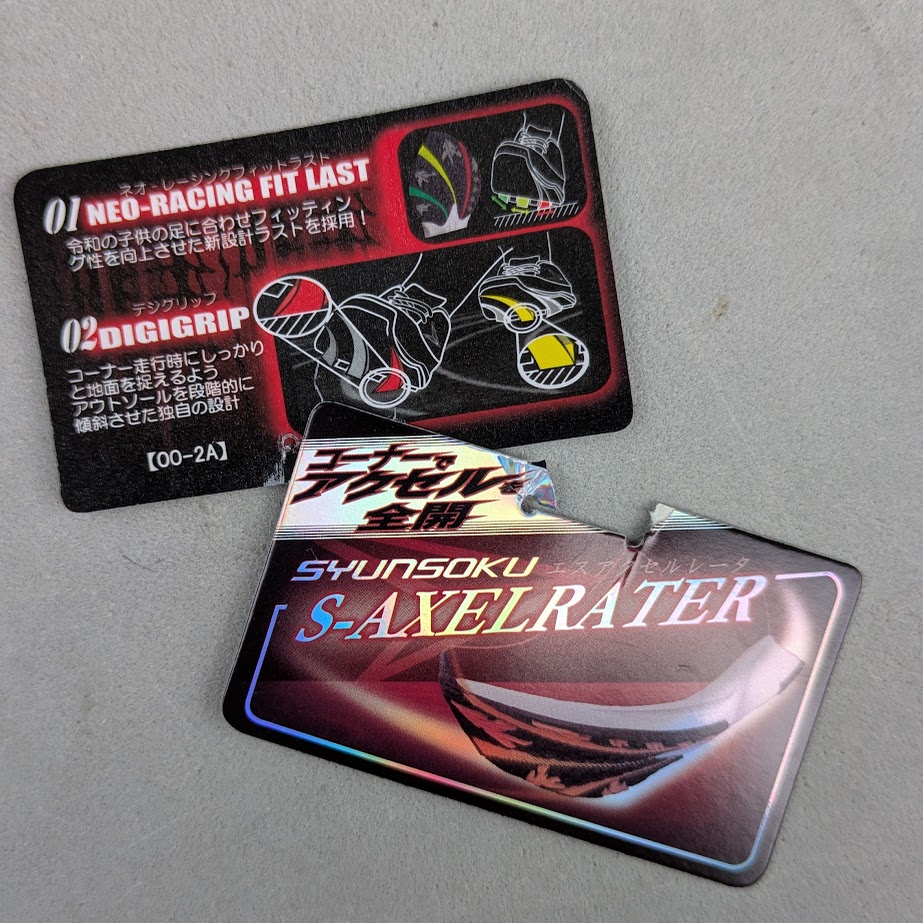 ネオーレーシングフィットラスト
01 NEO-RACING FIT LAST
令和の子供の足に合わせフィッティン
グ性を向上させた新設計ラストを採用!
デジグリップ
02 DIGIGRIP
コーナー走行時にしっかり
と地面を捉えるよう
アウトソールを段階的に
傾斜させた独自の設計
【00-2A】
コーナーで
アクセルを
全開
SYUNSOKU エスアクセルレータ
S-AXELRATER